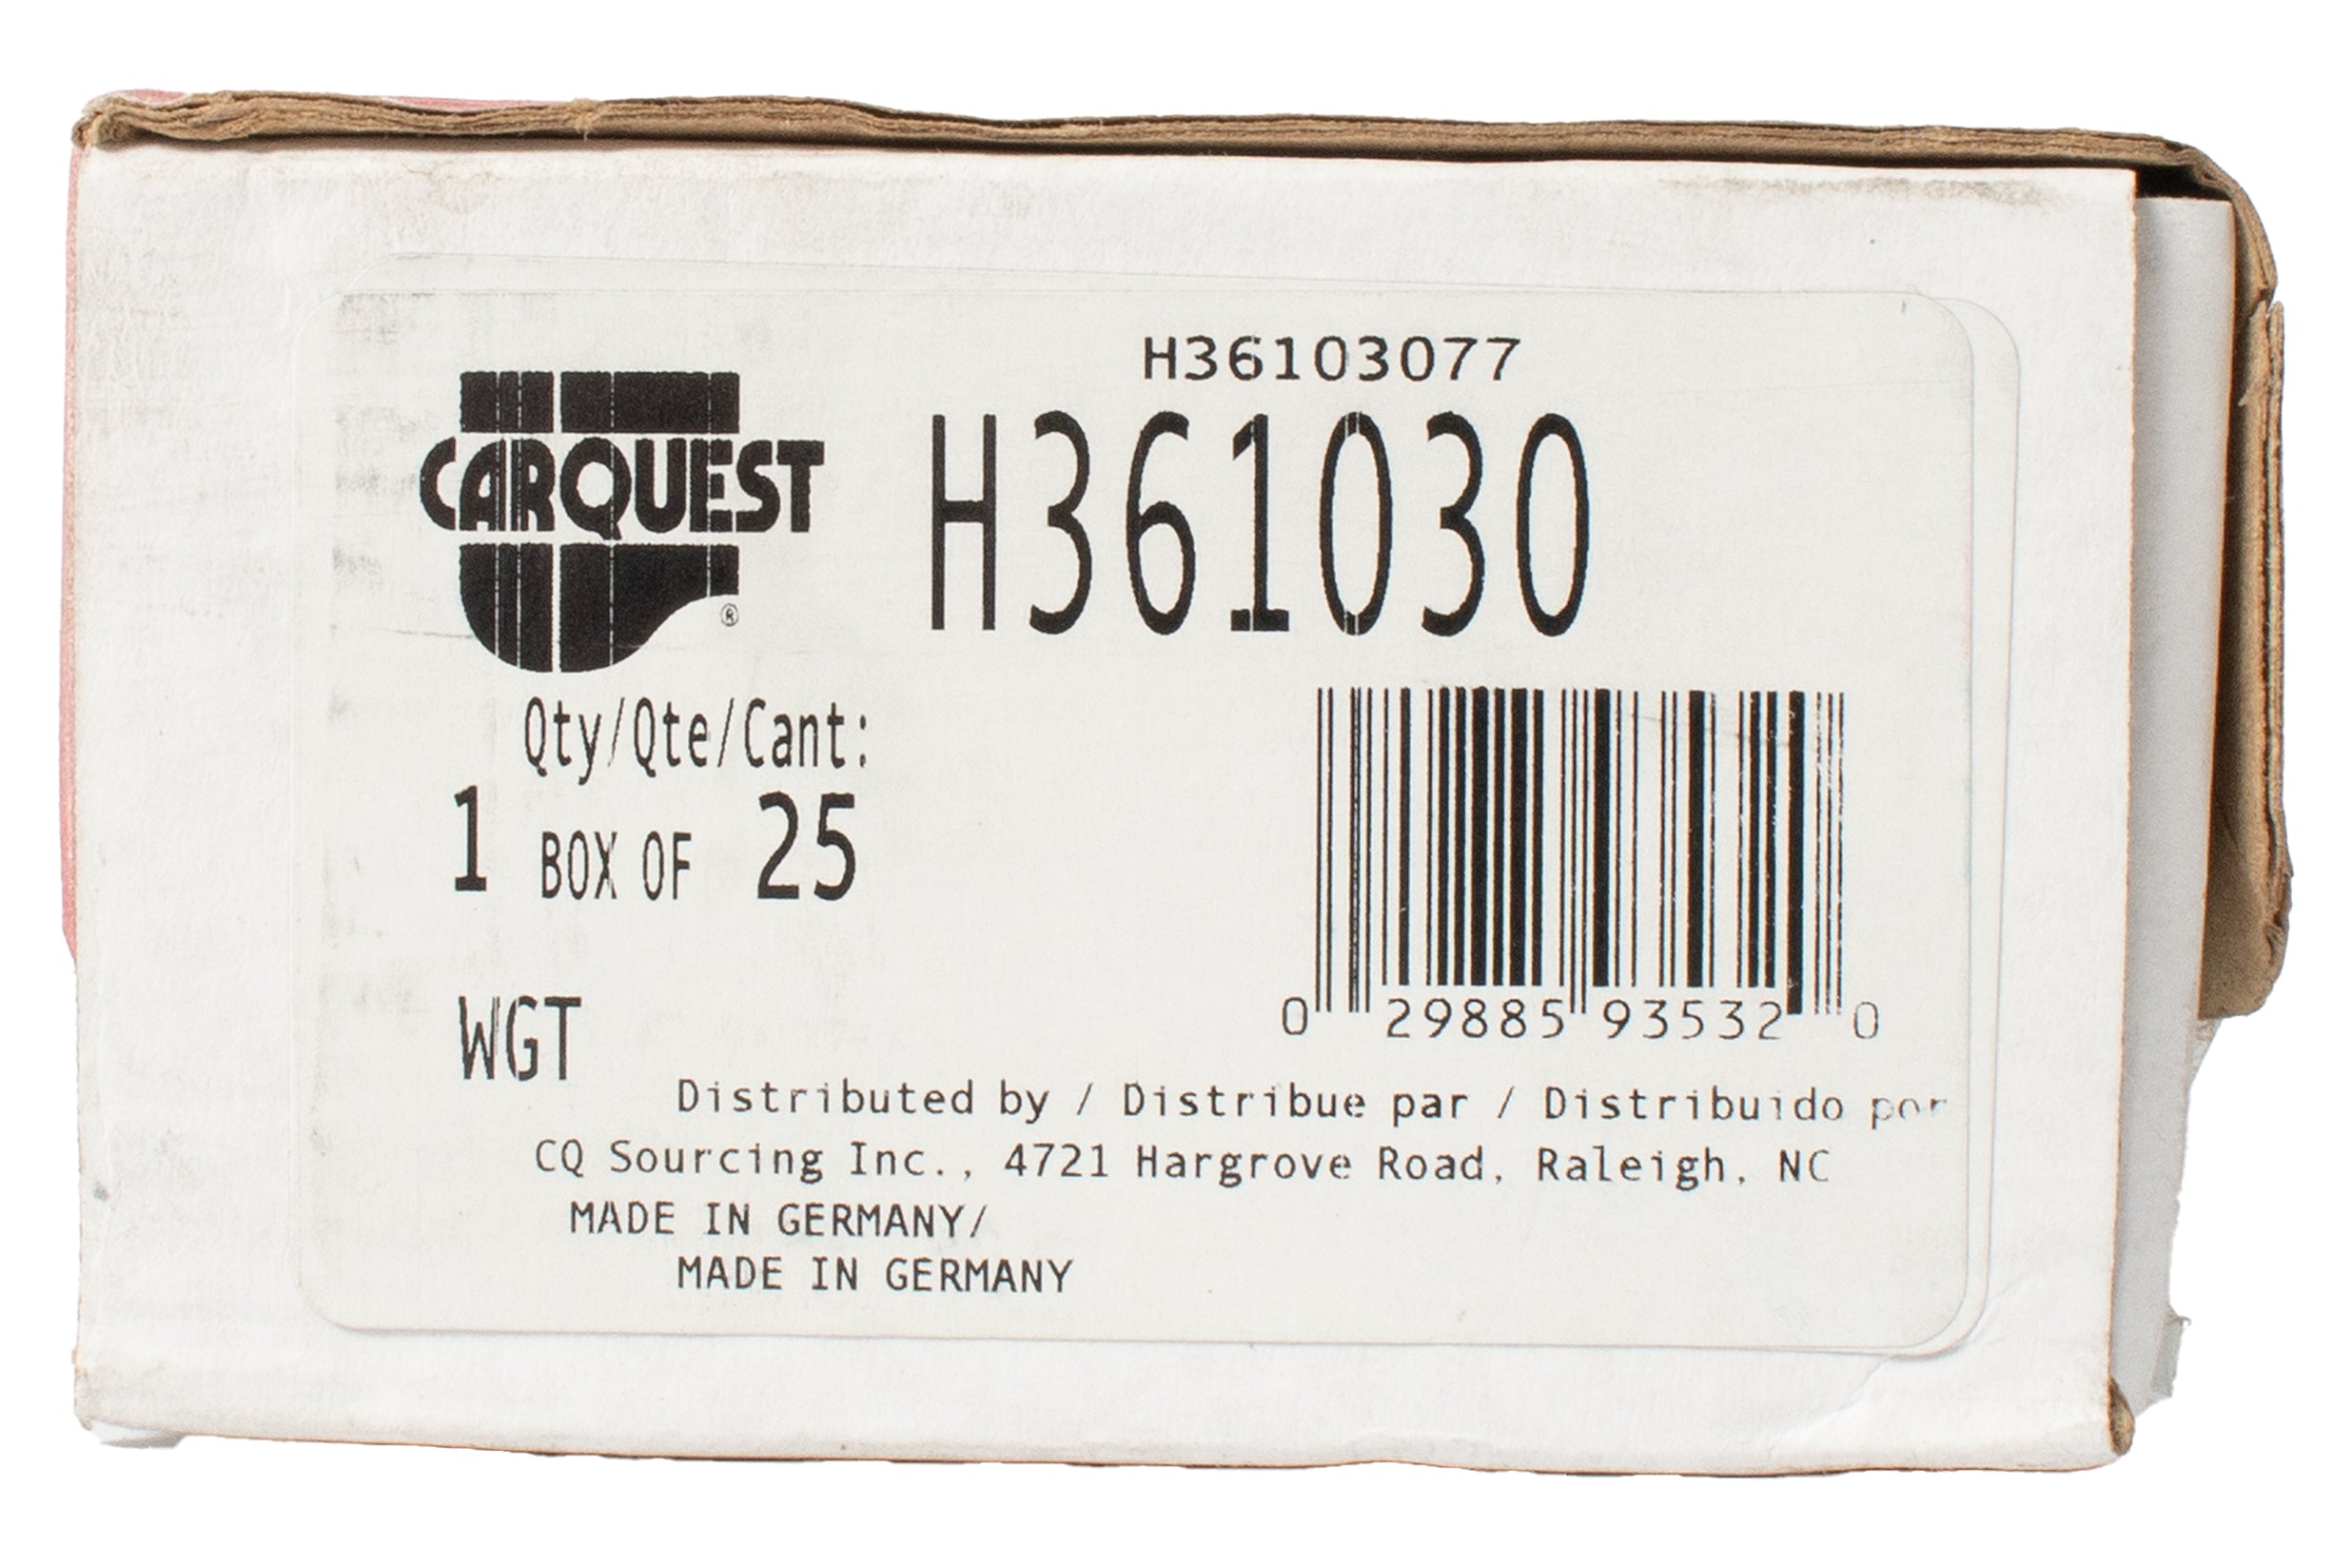 H36103077
CARQUEST
®
H361030
Qty/Qte/Cant:
1 BOX OF 25
0 29885 93532 0
WGT
Distributed by / Distribue par / Distribuido por
CQ Sourcing Inc., 4721 Hargrove Road, Raleigh, NC
MADE IN GERMANY/
MADE IN GERMANY